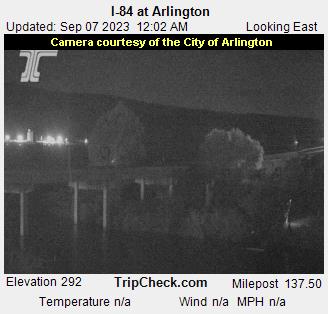 I-84 at Arlington
Updated: Sep 07 2023 12:02 AM Looking East
Camera courtesy of the City of Arlington
Elevation 292 TripCheck.com Milepost 137.50
Temperature n/a Wind n/a MPH n/a